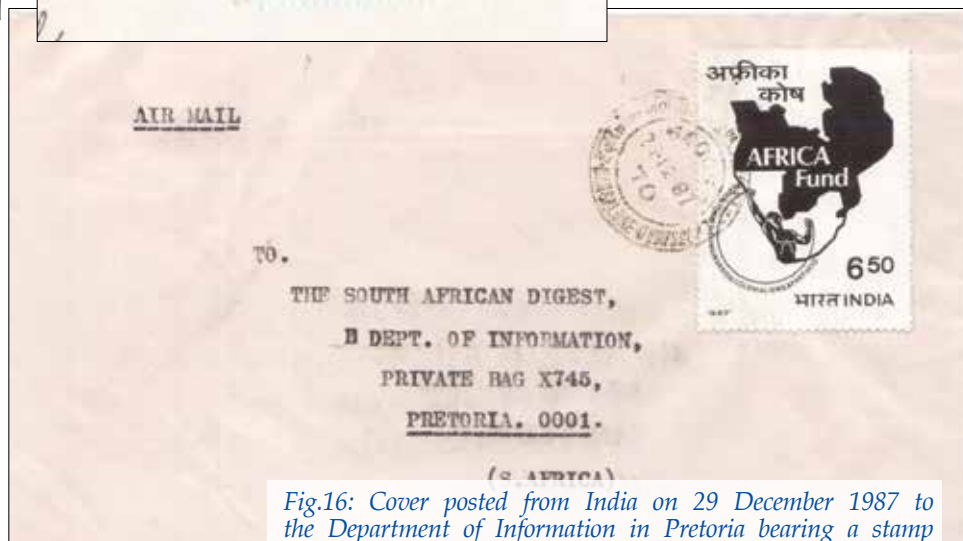 AIR MAIL
अफ्रीका
कोष
AFRICA
Fund
6 50
भारत INDIA
TO.
THE SOUTH AFRICAN DIGEST,
B DEPT. OF INFORMATION,
PRIVATE BAG X745,
PRETORIA. 0001.
(S. AFRICA)
Fig.16: Cover posted from India on 29 December 1987 to
the Department of Information in Pretoria bearing a stamp